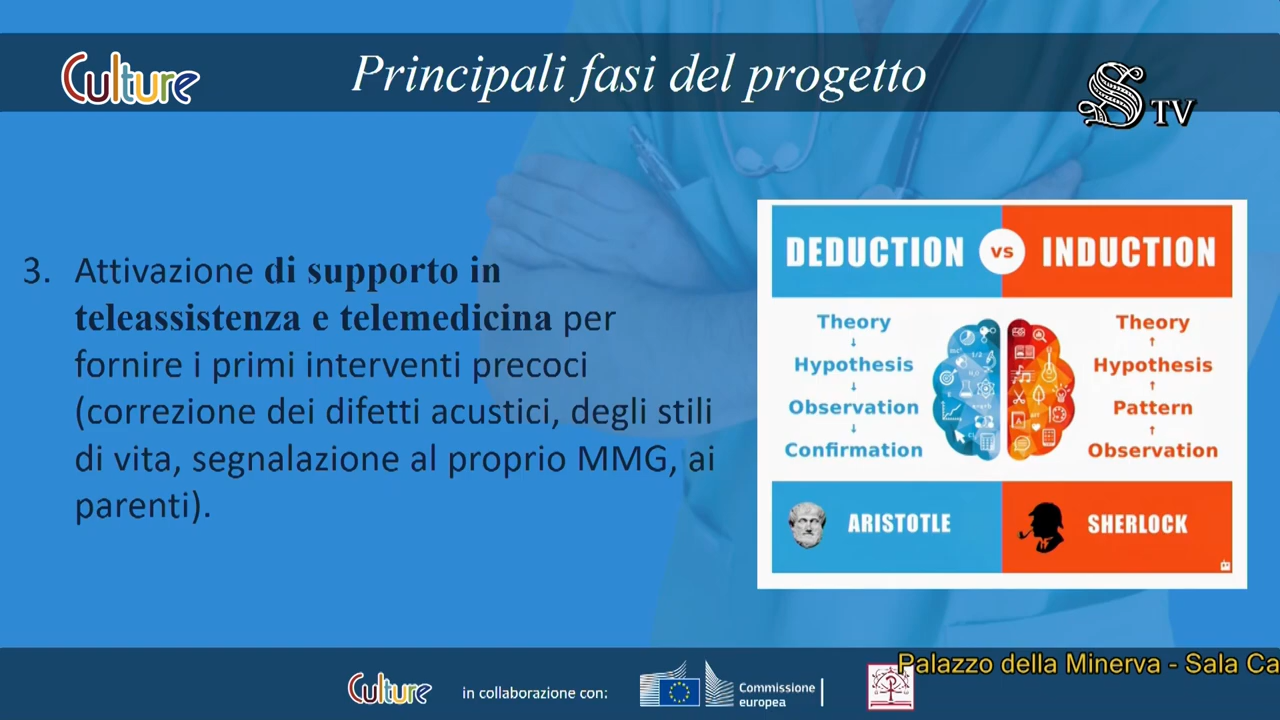 Culture
Principali fasi del progetto
S TV
3. Attivazione di supporto in
teleassistenza e telemedicina per
fornire i primi interventi precoci
(correzione dei difetti acustici, degli stili
di vita, segnalazione al proprio MMG, ai
parenti).
DEDUCTION vs INDUCTION
Theory
↓
Hypothesis
↓
Observation
↓
Confirmation
Theory
↑
Hypothesis
↑
Pattern
↑
Observation
ARISTOTLE
SHERLOCK
Culture
in collaborazione con:
Commissione
europea
Palazzo della Minerva - Sala Ca